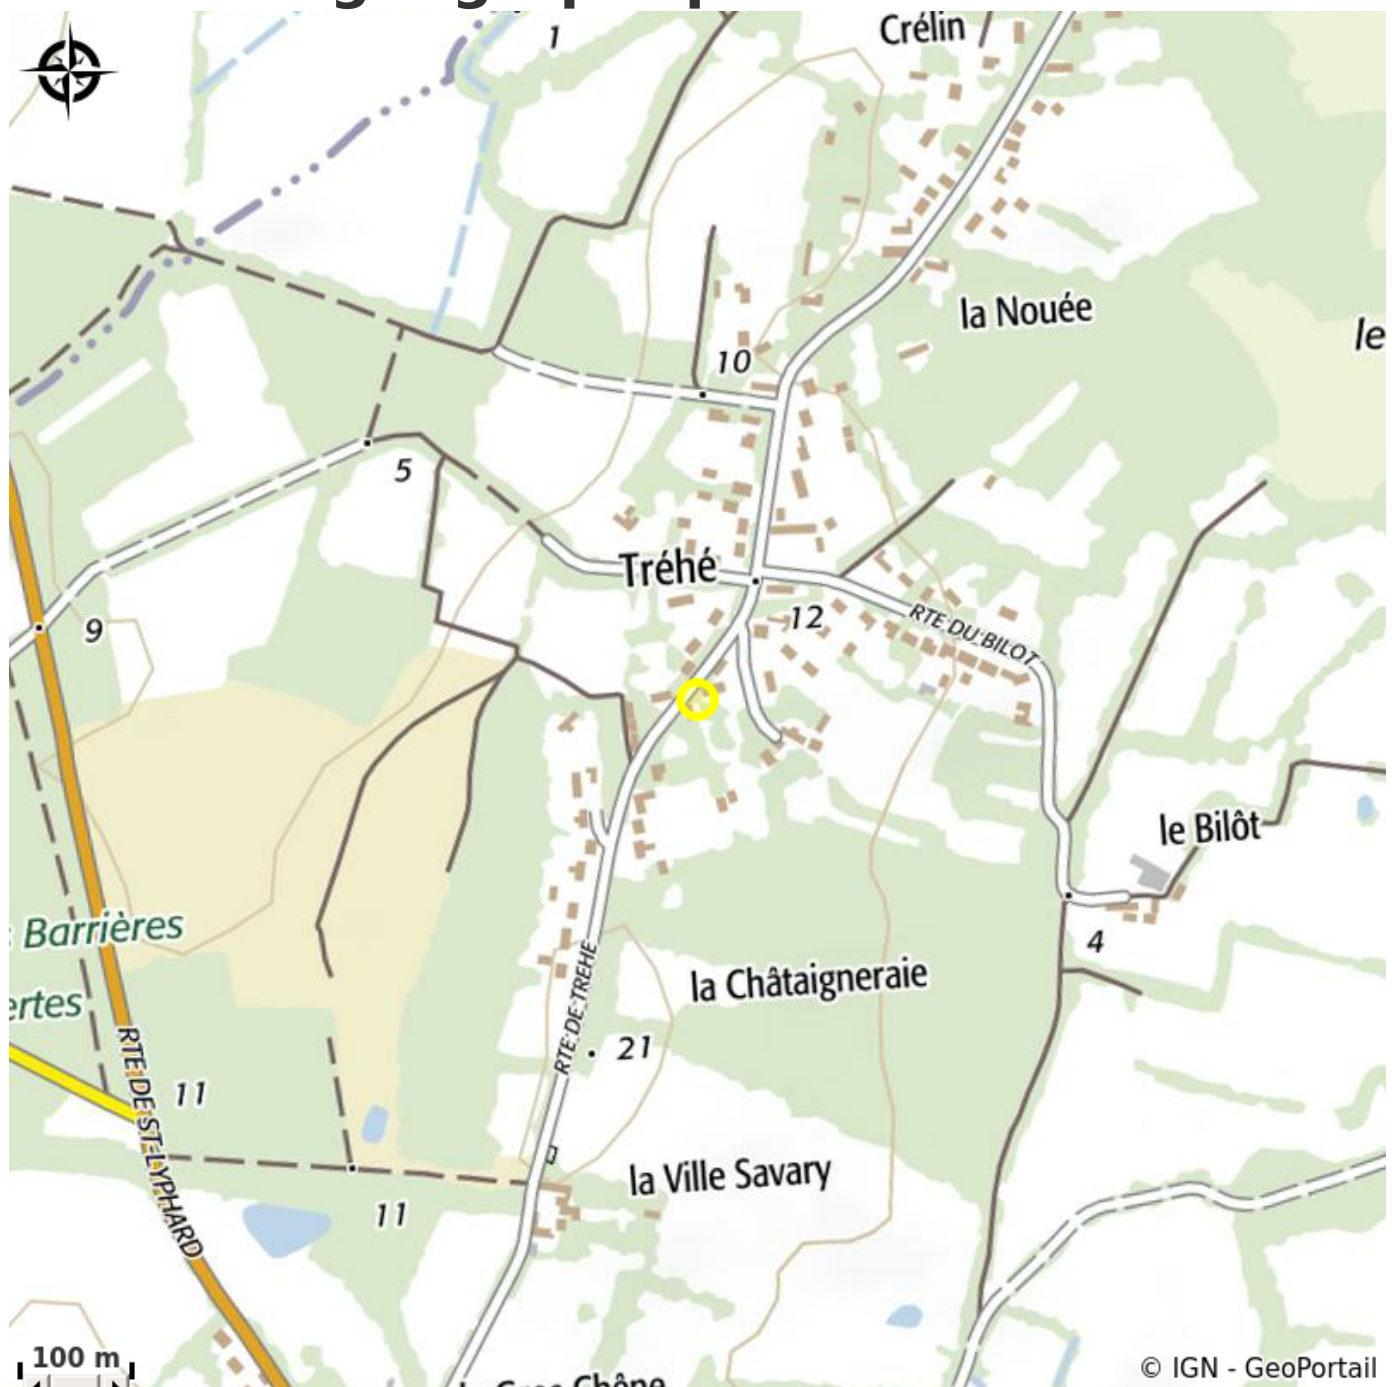 Crélin
1
la Nouée
le
10
5
Tréhé
12
RTE DU BILOT
9
le Bilôt
Barrières
4
la Châtaigneraie
RTE DE TREHE
21
RTE DE ST-LYPHARD
11
la Ville Savary
11
100 m
© IGN - GeoPortail